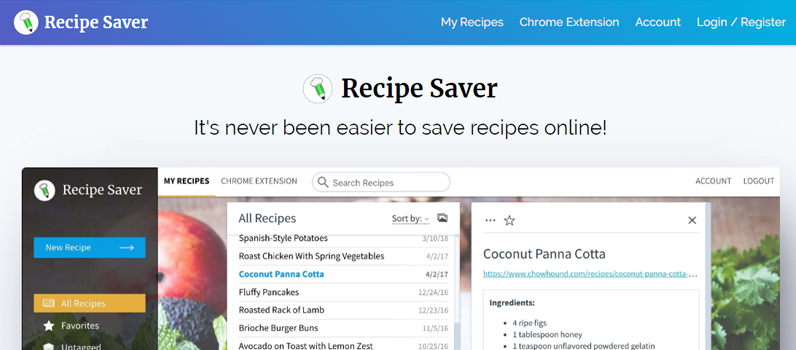 Recipe Saver
My Recipes
Chrome Extension
Account
Login / Register
Recipe Saver
It's never been easier to save recipes online!
Recipe Saver
MY RECIPES
CHROME EXTENSION
Search Recipes
ACCOUNT
LOGOUT
New Recipe
All Recipes
Favorites
Untagged
All Recipes
Sort by:
Spanish-Style Potatoes 3/10/18
Roast Chicken With Spring Vegetables 4/2/17
Coconut Panna Cotta 4/2/17
Fluffy Pancakes 12/24/16
Roasted Rack of Lamb 12/23/16
Brioche Burger Buns 11/5/16
Avocado on Toast with Lemon Zest 10/4/16
Coconut Panna Cotta
https://www.chowhound.com/recipes/coconut-panna-cotta-...
Ingredients:
• 4 ripe figs
• 1 tablespoon honey
• 1 teaspoon unflavored powdered gelatin